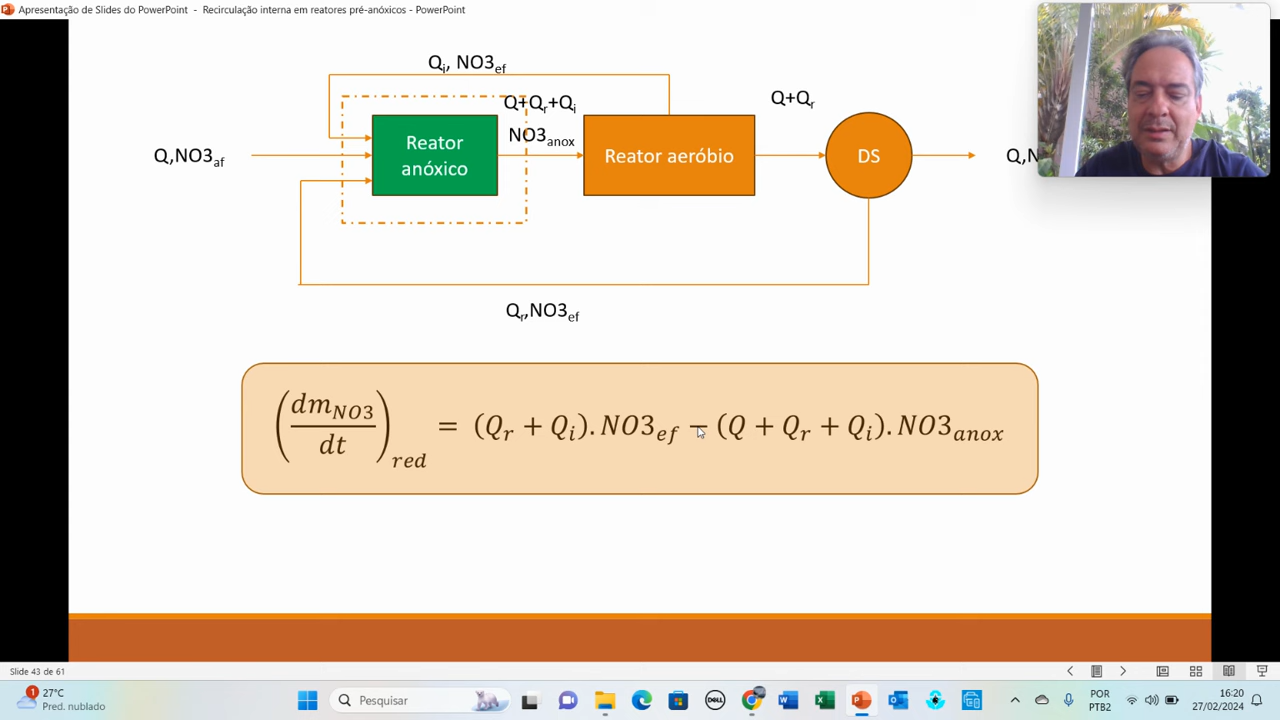 Apresentação de Slides do PowerPoint - Recirculação interna em reatores pré-anóxicos - PowerPoint
Qi, NO3ef
Q+Qr+Qi
Q+Qr
NO3anox
Q,NO3af
Reator
anóxico
Reator aeróbio
DS
Q,N
Qr,NO3ef
(dmNO3/dt)red = (Qr + Qi).NO3ef − (Q + Qr + Qi).NO3anox
Slide 43 de 61
1
27°C
Pred. nublado
Pesquisar
DELL
POR
PTB2
16:20
27/02/2024